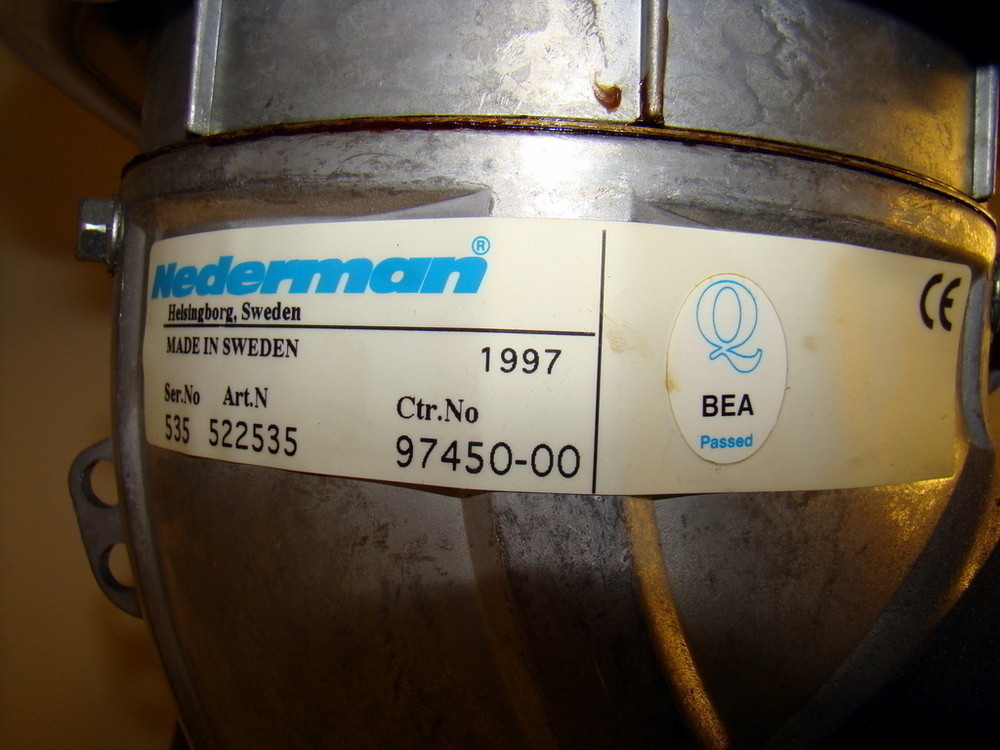 Nederman®
Helsingborg, Sweden
MADE IN SWEDEN
1997
Ser.No Art.N Ctr.No
535 522535 97450-00
Q
BEA
Passed
CE